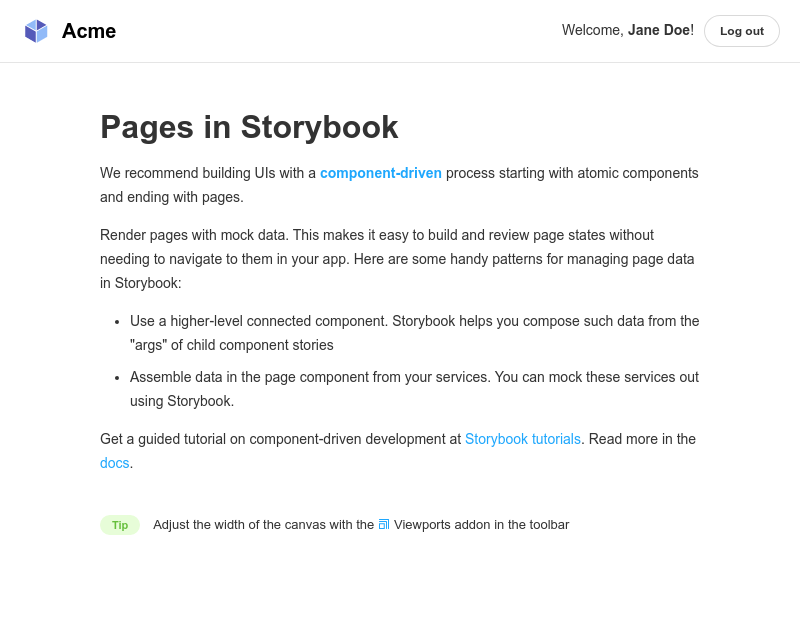 Acme
Welcome, Jane Doe!
Log out
Pages in Storybook
We recommend building UIs with a component-driven process starting with atomic components
and ending with pages.
Render pages with mock data. This makes it easy to build and review page states without
needing to navigate to them in your app. Here are some handy patterns for managing page data
in Storybook:
• Use a higher-level connected component. Storybook helps you compose such data from the
"args" of child component stories
• Assemble data in the page component from your services. You can mock these services out
using Storybook.
Get a guided tutorial on component-driven development at Storybook tutorials. Read more in the
docs.
Tip Adjust the width of the canvas with the Viewports addon in the toolbar